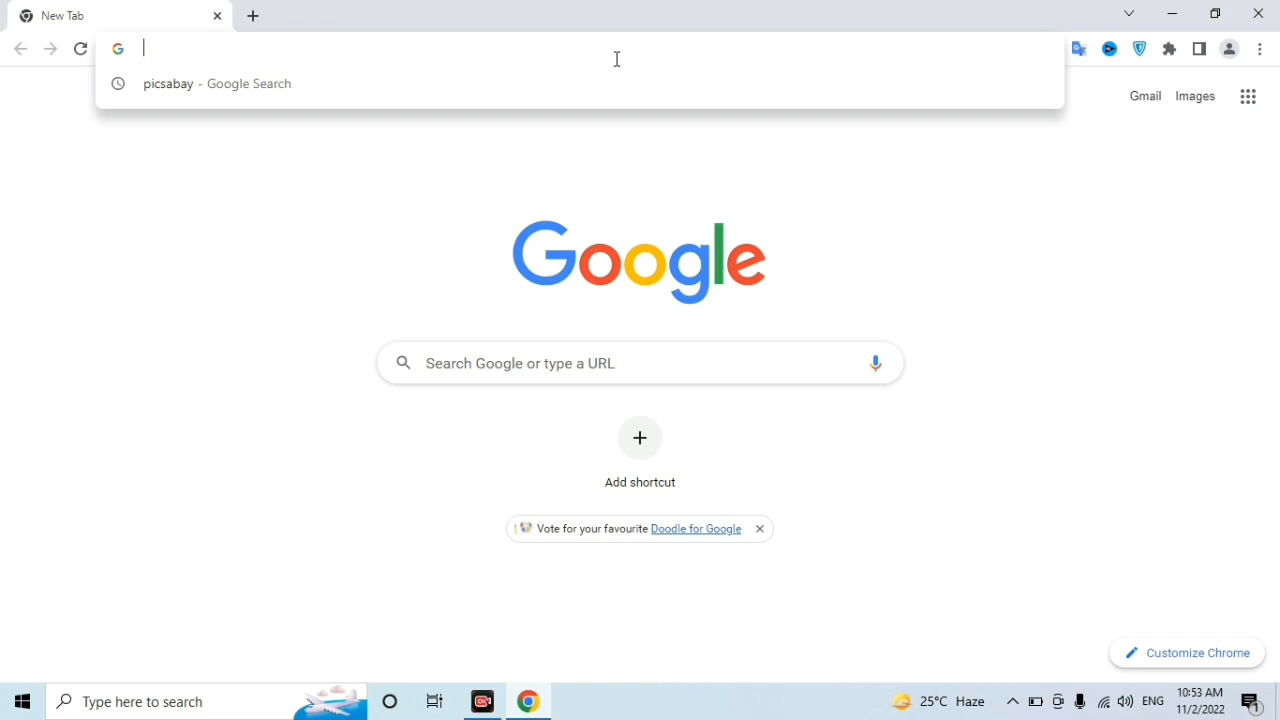 New Tab
picsabay - Google Search
Gmail Images
Google
Search Google or type a URL
Add shortcut
Vote for your favourite Doodle for Google
Customize Chrome
Type here to search
25°C Haze
ENG
10:53 AM
11/2/2022
1